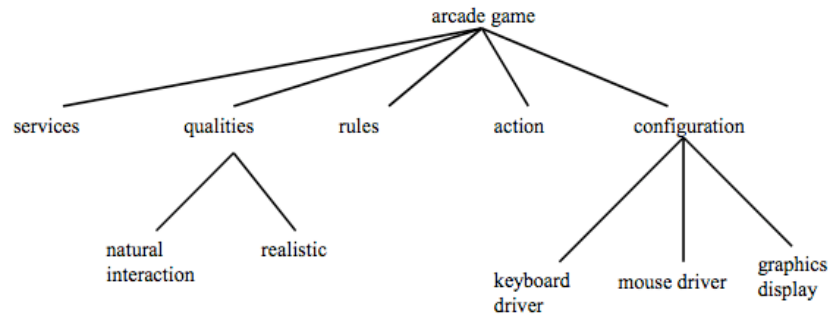 arcade game
services
qualities
rules
action
configuration
natural
interaction
realistic
keyboard
driver
mouse driver
graphics
display